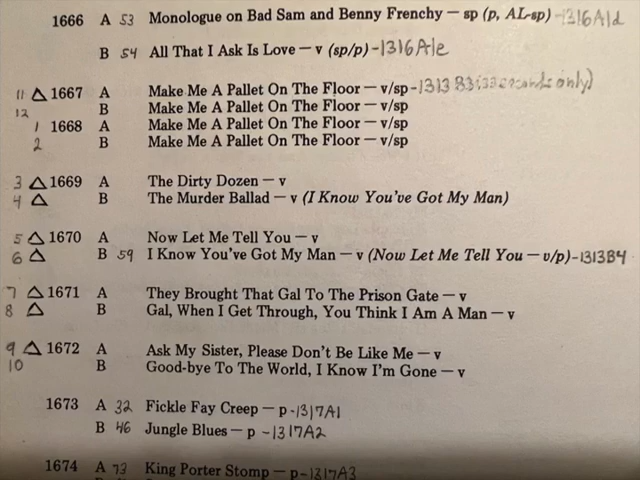 1666 A 53 Monologue on Bad Sam and Benny Frenchy — sp (p, AL-sp) -1316A1d
B 54 All That I Ask Is Love — v (sp/p) -1316A1e
11 △ 1667 A Make Me A Pallet On The Floor — v/sp -1313 B3 (33 seconds only)
12 B Make Me A Pallet On The Floor — v/sp
1 1668 A Make Me A Pallet On The Floor — v/sp
2 B Make Me A Pallet On The Floor — v/sp
3 △ 1669 A The Dirty Dozen — v
4 △ B The Murder Ballad — v (I Know You've Got My Man)
5 △ 1670 A Now Let Me Tell You — v
6 △ B 59 I Know You've Got My Man — v (Now Let Me Tell You — v/p) -1313B4
7 △ 1671 A They Brought That Gal To The Prison Gate — v
8 △ B Gal, When I Get Through, You Think I Am A Man — v
9 △ 1672 A Ask My Sister, Please Don't Be Like Me — v
10 B Good-bye To The World, I Know I'm Gone — v
1673 A 32 Fickle Fay Creep — p -1317A1
B 46 Jungle Blues — p -1317A2
1674 A 73 King Porter Stomp — p -1317A3